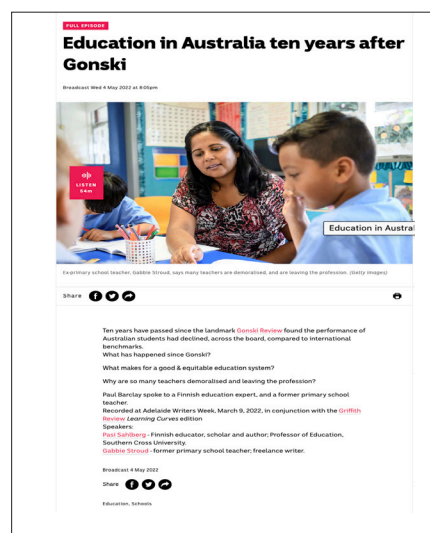 FULL EPISODE
Education in Australia ten years after
Gonski
Broadcast Wed 4 May 2022 at 8:05pm
LISTEN
54m
Education in Austral
Ex-primary school teacher, Gabbie Stroud, says many teachers are demoralised, and are leaving the profession. (Getty Images)
Share
Ten years have passed since the landmark Gonski Review found the performance of
Australian students had declined, across the board, compared to international
benchmarks.
What has happened since Gonski?
What makes for a good & equitable education system?
Why are so many teachers demoralised and leaving the profession?
Paul Barclay spoke to a Finnish education expert, and a former primary school
teacher.
Recorded at Adelaide Writers Week, March 9, 2022, in conjunction with the Griffith
Review Learning Curves edition
Speakers:
Pasi Sahlberg - Finnish educator, scholar and author; Professor of Education,
Southern Cross University.
Gabbie Stroud - former primary school teacher; freelance writer.
Broadcast 4 May 2022
Share
Education, Schools